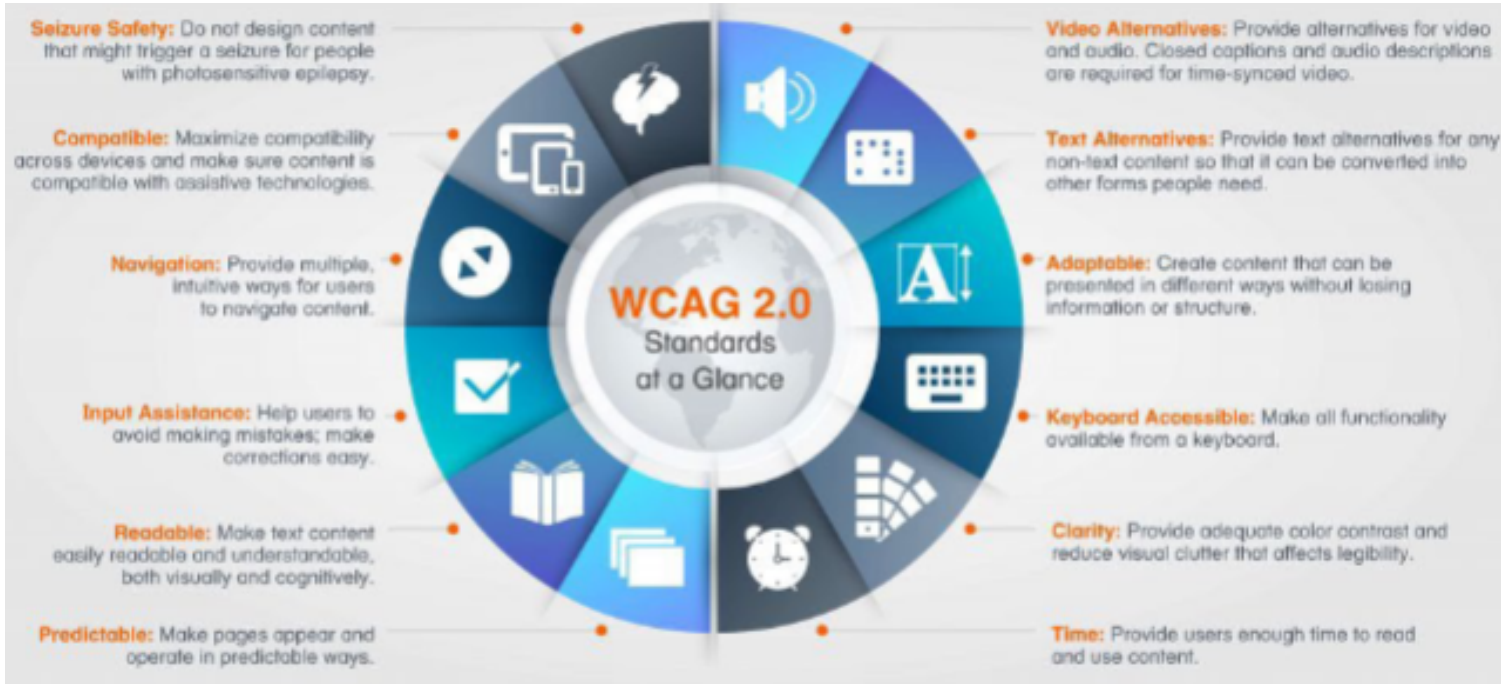 Seizure Safety: Do not design content
that might trigger a seizure for people
with photosensitive epilepsy.
Compatible: Maximize compatibility
across devices and make sure content is
compatible with assistive technologies.
Navigation: Provide multiple,
intuitive ways for users
to navigate content.
Input Assistance: Help users to
avoid making mistakes; make
corrections easy.
Readable: Make text content
easily readable and understandable,
both visually and cognitively.
Predictable: Make pages appear and
operate in predictable ways.
WCAG 2.0
Standards
at a Glance
Video Alternatives: Provide alternatives for video
and audio. Closed captions and audio descriptions
are required for time-synced video.
Text Alternatives: Provide text alternatives for any
non-text content so that it can be converted into
other forms people need.
Adaptable: Create content that can be
presented in different ways without losing
information or structure.
Keyboard Accessible: Make all functionality
available from a keyboard.
Clarity: Provide adequate color contrast and
reduce visual clutter that affects legibility.
Time: Provide users enough time to read
and use content.